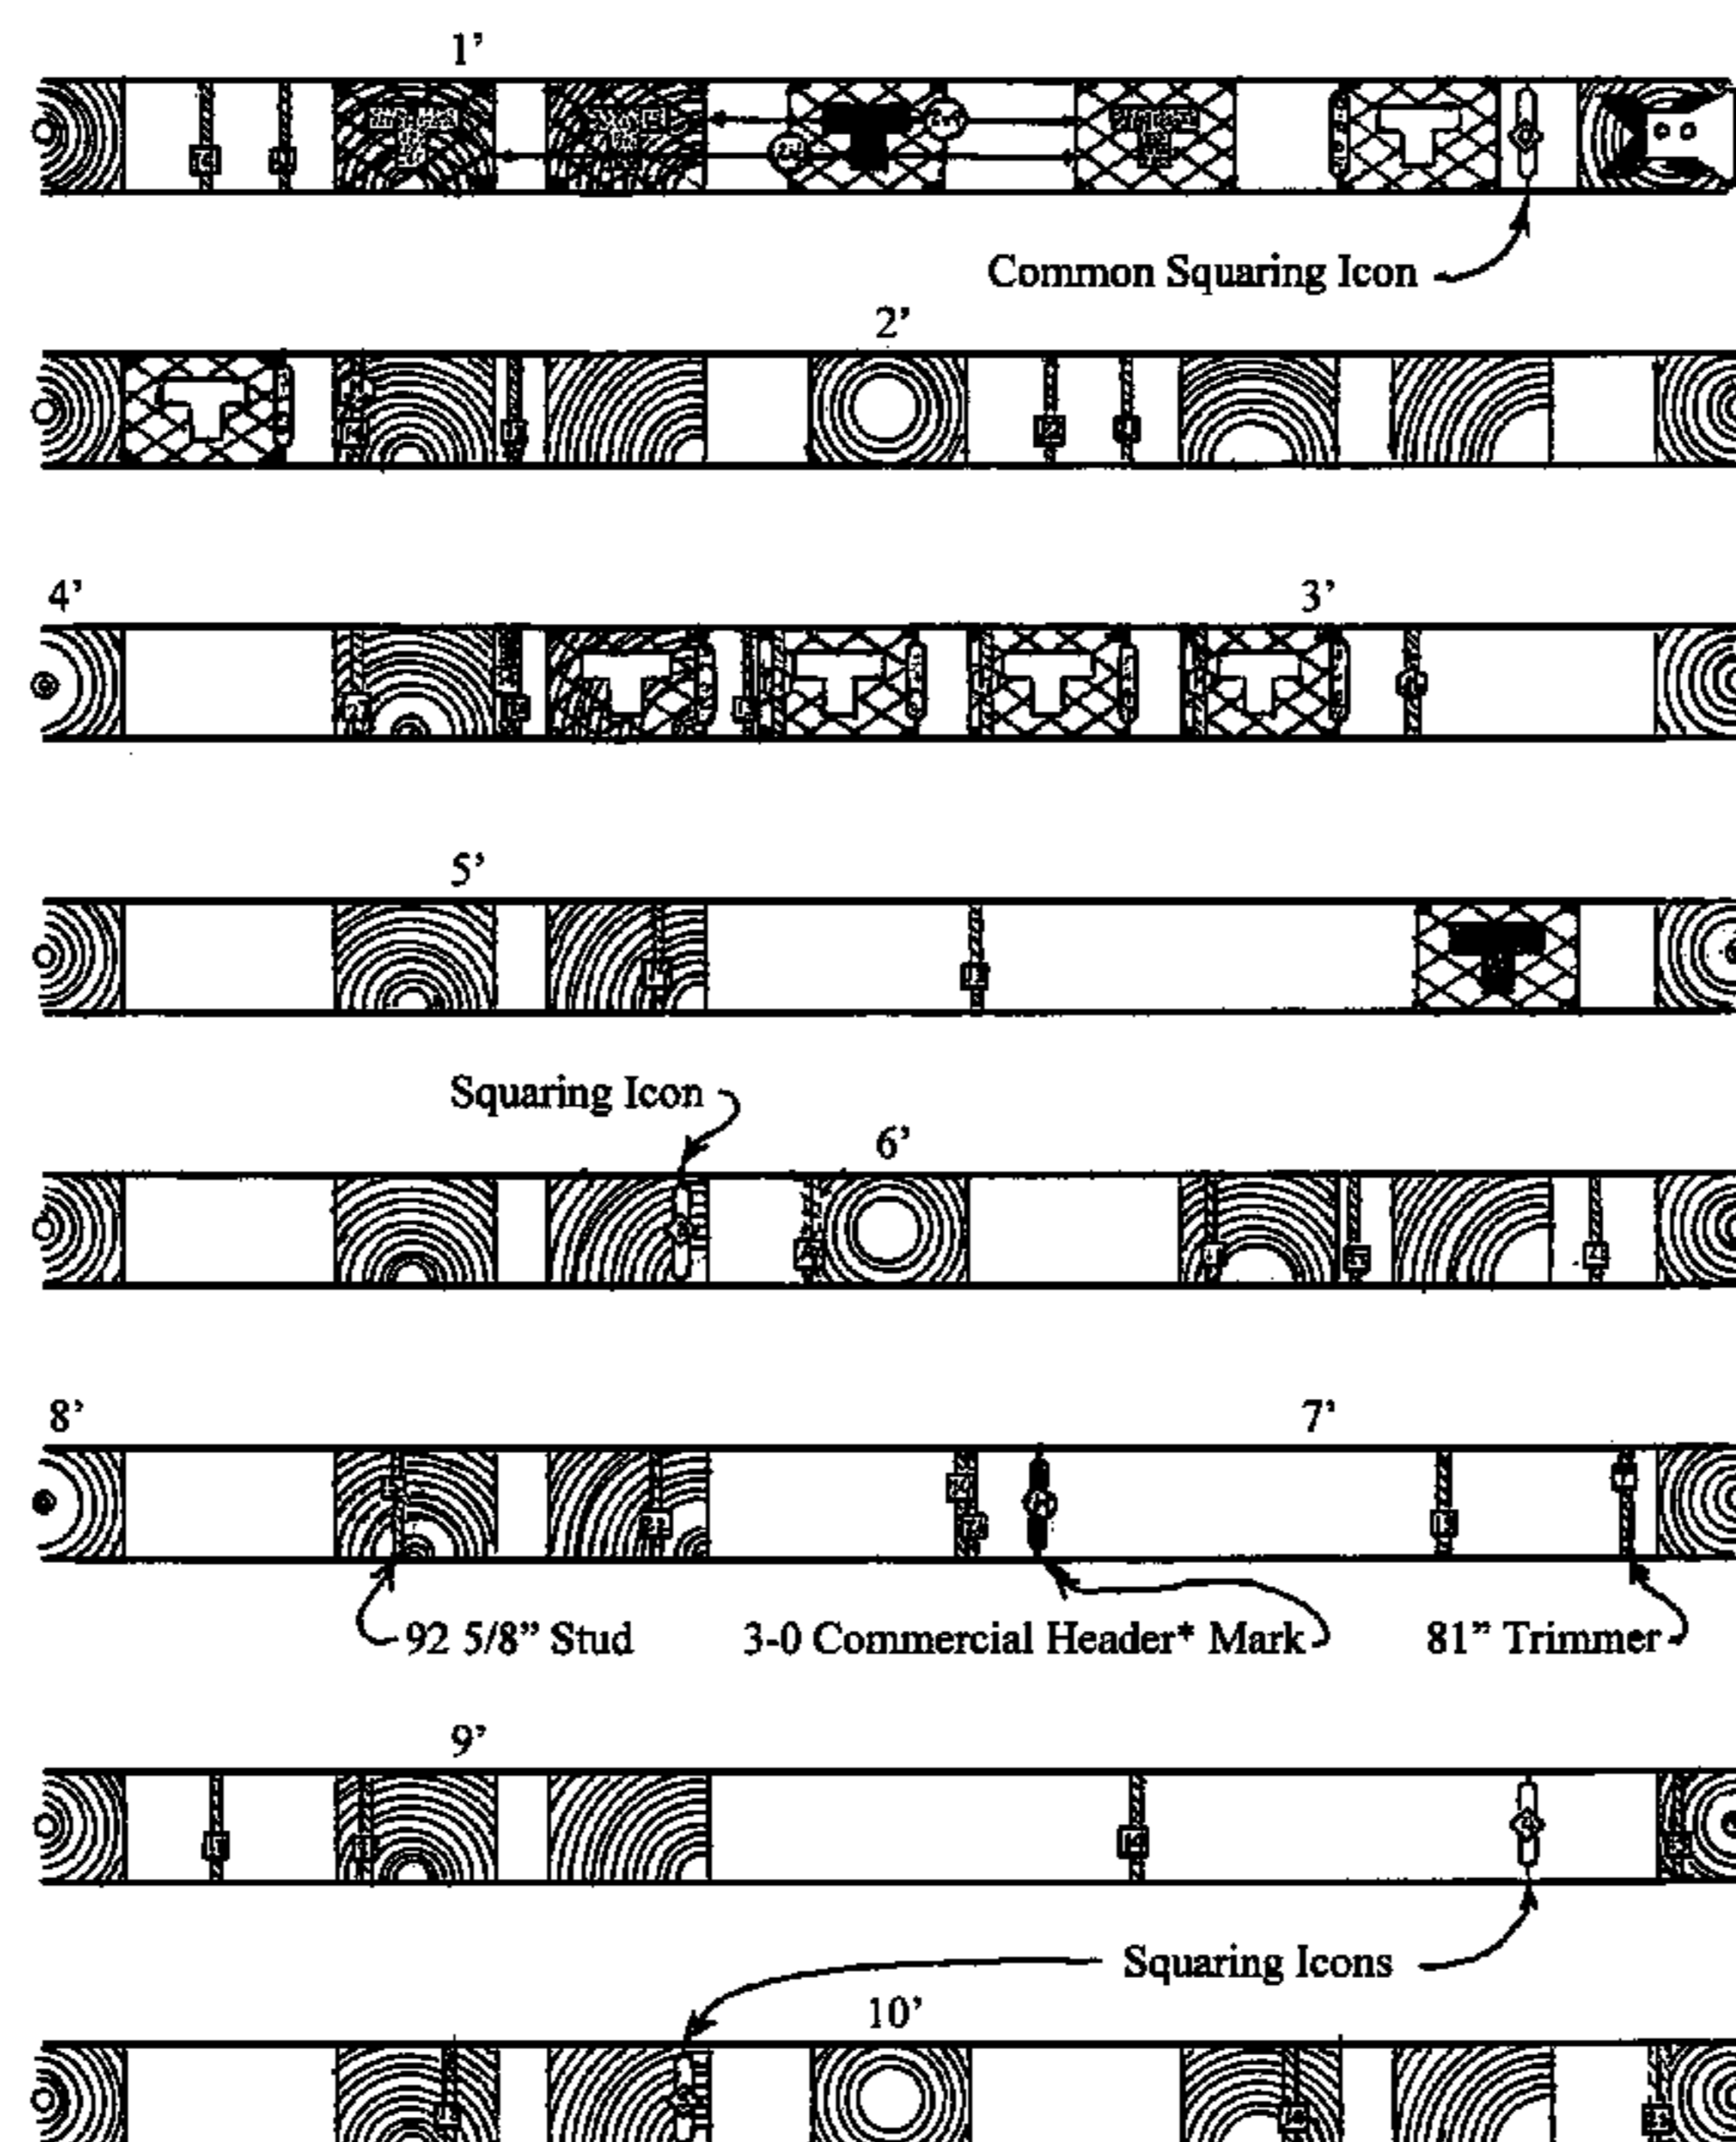 1’
Common Squaring Icon
2’
4’ 3’
5’
Squaring Icon
6’
8’ 7’
92 5/8” Stud 3-0 Commercial Header* Mark 81” Trimmer
9’
Squaring Icons
10’